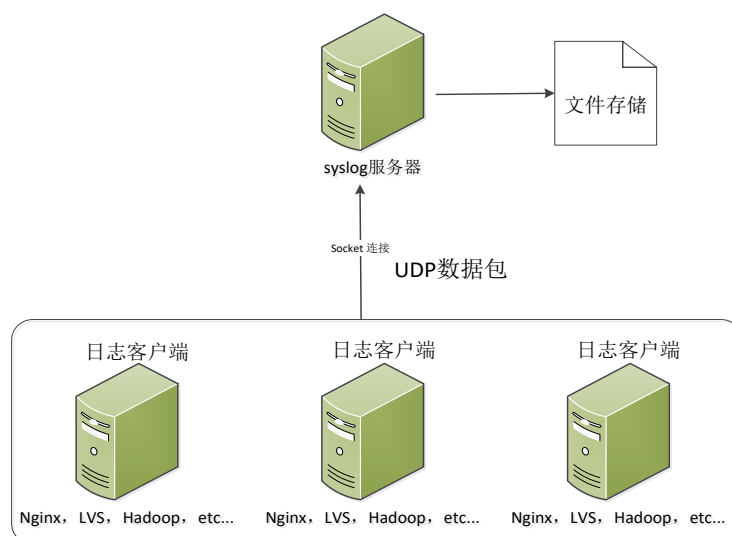 文件存储
syslog服务器
Socket 连接
UDP数据包
日志客户端
日志客户端
日志客户端
Nginx，LVS，Hadoop，etc...
Nginx，LVS，Hadoop，etc...
Nginx，LVS，Hadoop，etc...